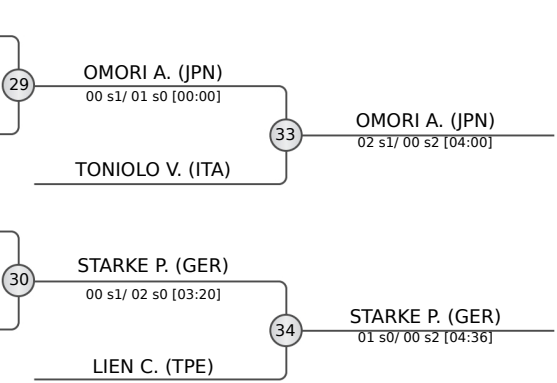 OMORI A. (JPN)
29
00 s1/ 01 s0 [00:00]
OMORI A. (JPN)
33
02 s1/ 00 s2 [04:00]
TONIOLO V. (ITA)
STARKE P. (GER)
30
00 s1/ 02 s0 [03:20]
STARKE P. (GER)
34
01 s0/ 00 s2 [04:36]
LIEN C. (TPE)